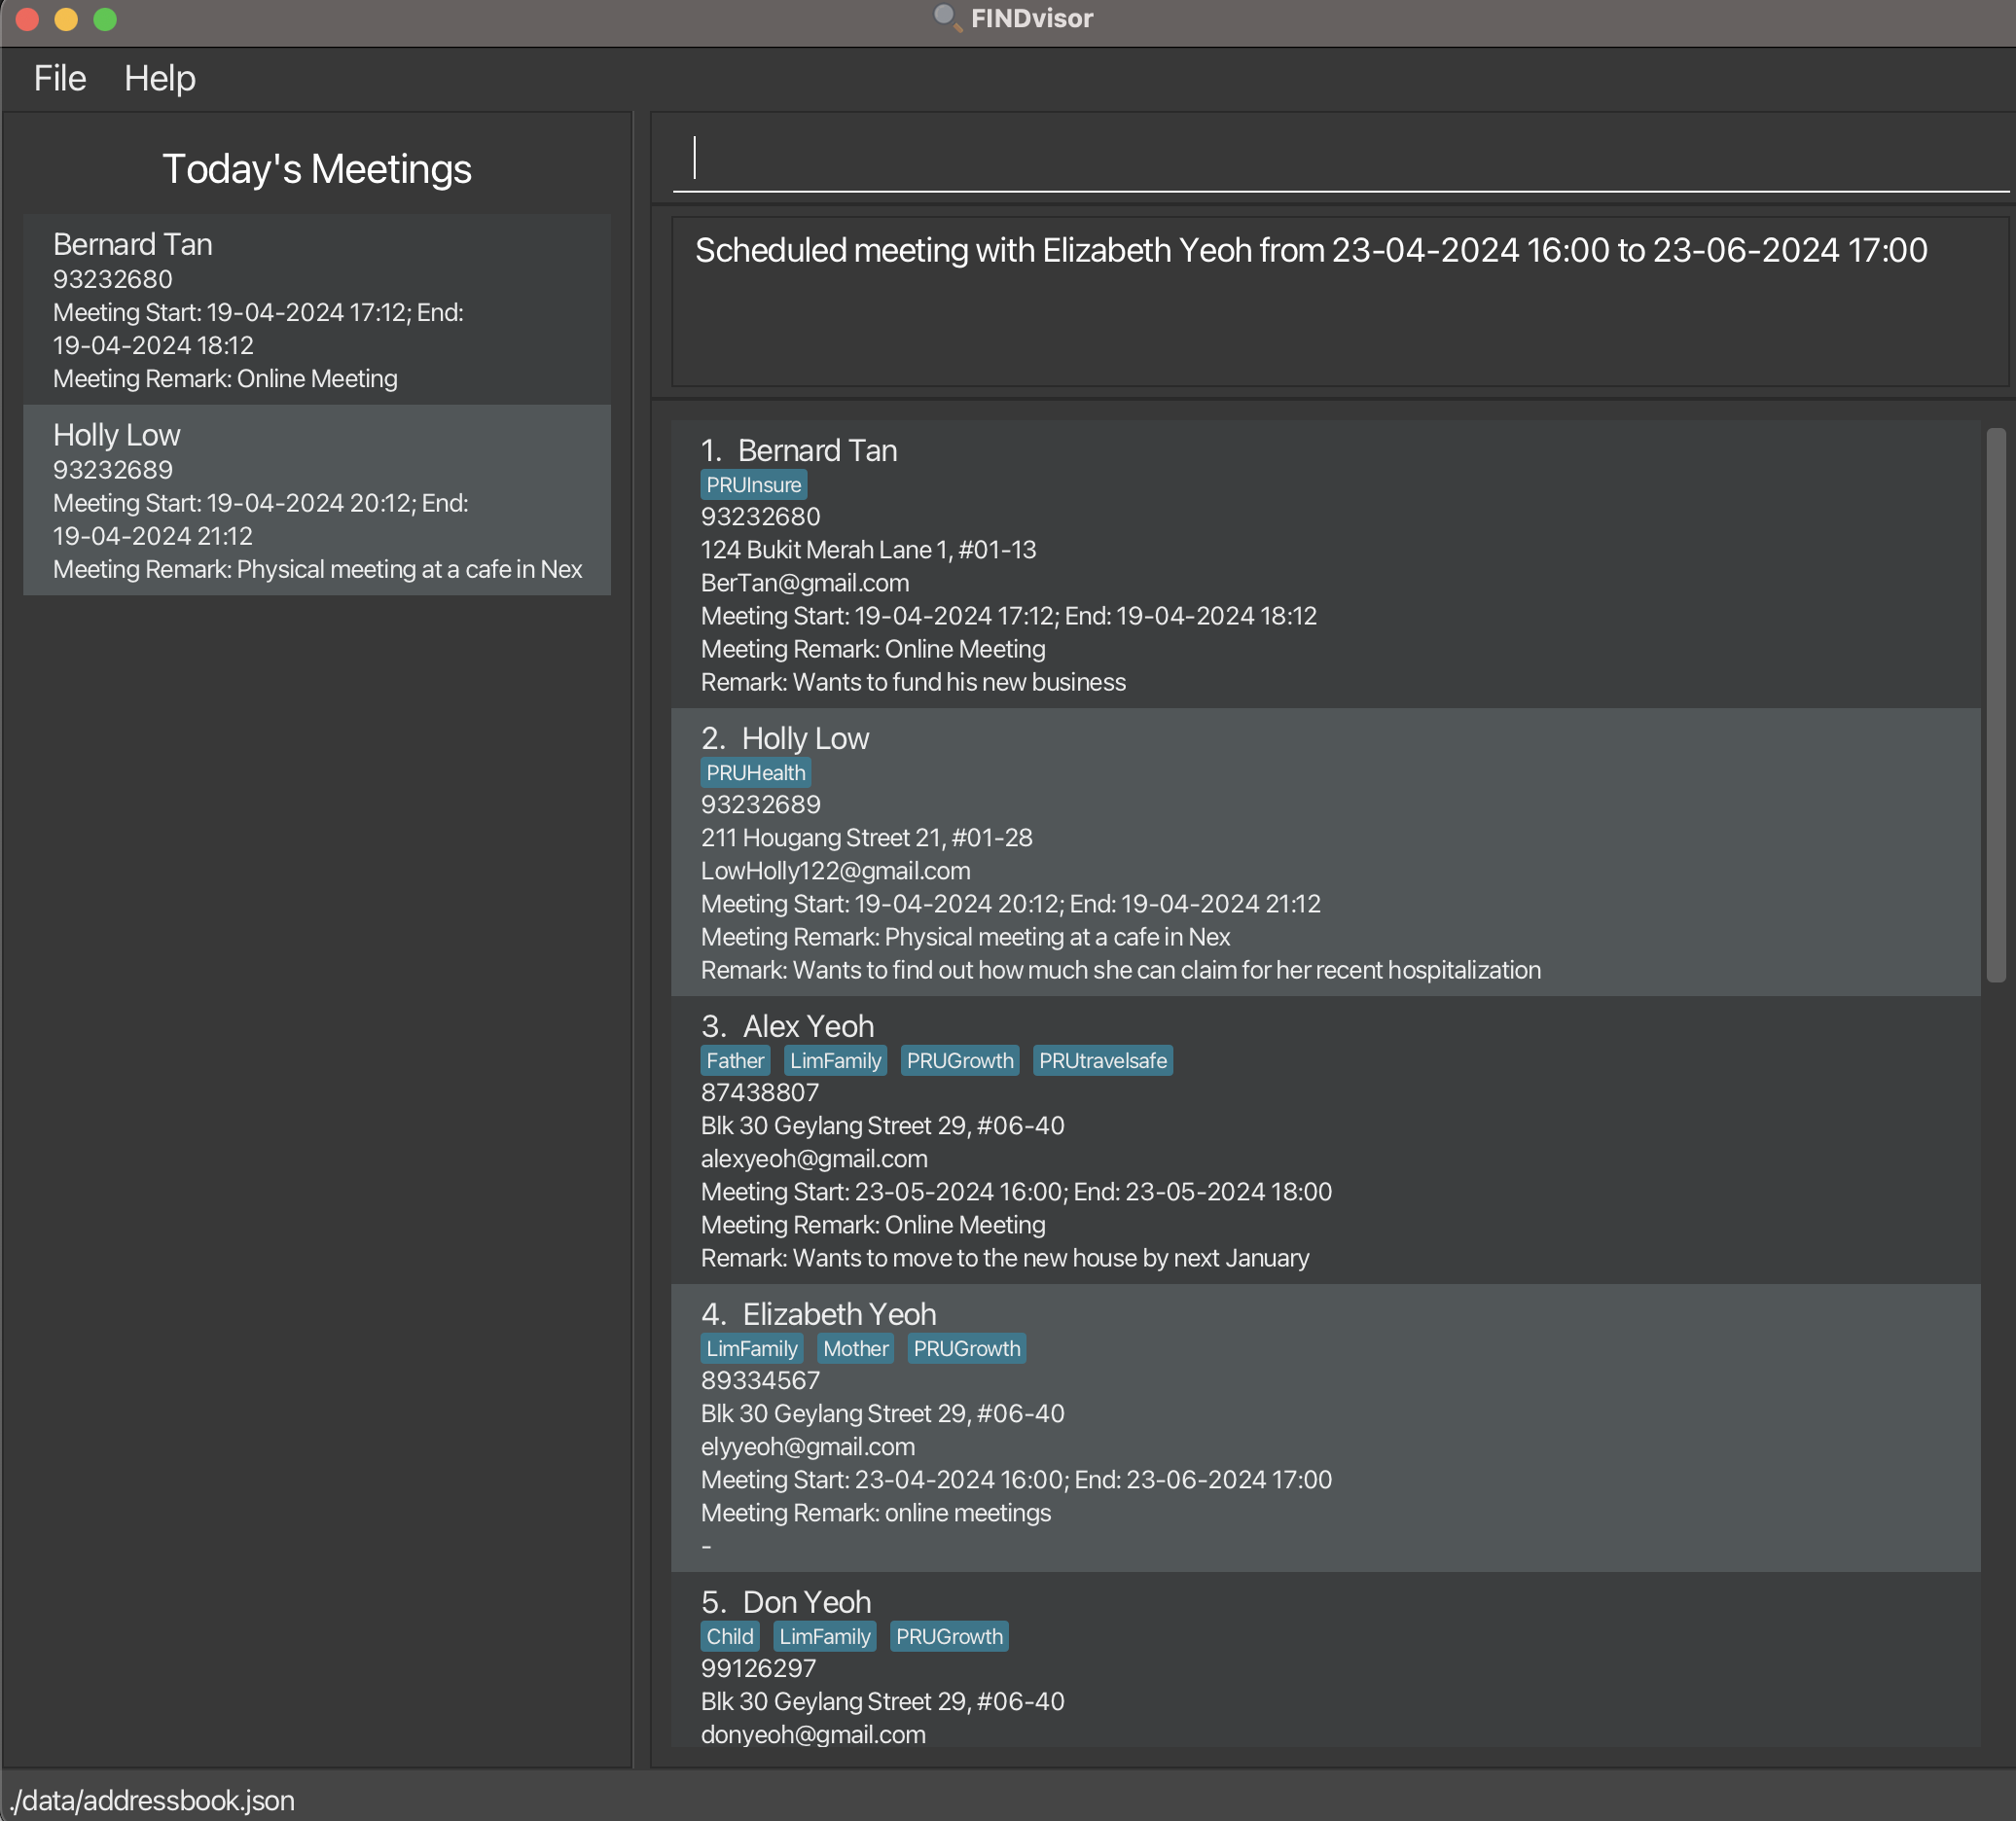 FINDvisor
File Help
Today's Meetings
Bernard Tan
93232680
Meeting Start: 19-04-2024 17:12; End:
19-04-2024 18:12
Meeting Remark: Online Meeting
Holly Low
93232689
Meeting Start: 19-04-2024 20:12; End:
19-04-2024 21:12
Meeting Remark: Physical meeting at a cafe in Nex
Scheduled meeting with Elizabeth Yeoh from 23-04-2024 16:00 to 23-06-2024 17:00
1. Bernard Tan
PRUInsure
93232680
124 Bukit Merah Lane 1, #01-13
BerTan@gmail.com
Meeting Start: 19-04-2024 17:12; End: 19-04-2024 18:12
Meeting Remark: Online Meeting
Remark: Wants to fund his new business
2. Holly Low
PRUHealth
93232689
211 Hougang Street 21, #01-28
LowHolly122@gmail.com
Meeting Start: 19-04-2024 20:12; End: 19-04-2024 21:12
Meeting Remark: Physical meeting at a cafe in Nex
Remark: Wants to find out how much she can claim for her recent hospitalization
3. Alex Yeoh
Father LimFamily PRUGrowth PRUtravelsafe
87438807
Blk 30 Geylang Street 29, #06-40
alexyeoh@gmail.com
Meeting Start: 23-05-2024 16:00; End: 23-05-2024 18:00
Meeting Remark: Online Meeting
Remark: Wants to move to the new house by next January
4. Elizabeth Yeoh
LimFamily Mother PRUGrowth
89334567
Blk 30 Geylang Street 29, #06-40
elyyeoh@gmail.com
Meeting Start: 23-04-2024 16:00; End: 23-06-2024 17:00
Meeting Remark: online meetings
-
5. Don Yeoh
Child LimFamily PRUGrowth
99126297
Blk 30 Geylang Street 29, #06-40
donyeoh@gmail.com
./data/addressbook.json